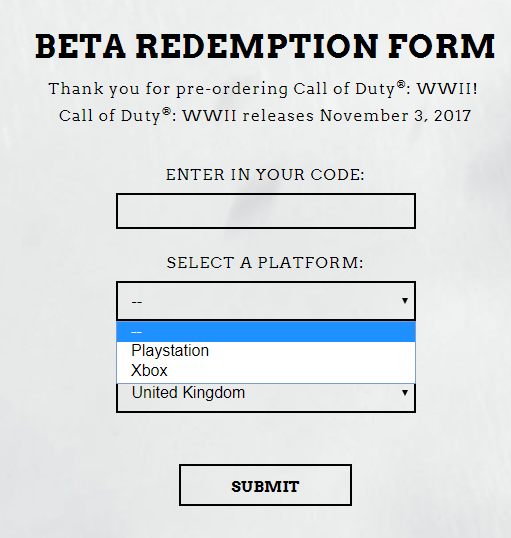 BETA REDEMPTION FORM
Thank you for pre-ordering Call of Duty®: WWII!
Call of Duty®: WWII releases November 3, 2017
ENTER IN YOUR CODE:
SELECT A PLATFORM:
--
--
Playstation
Xbox
United Kingdom
SUBMIT